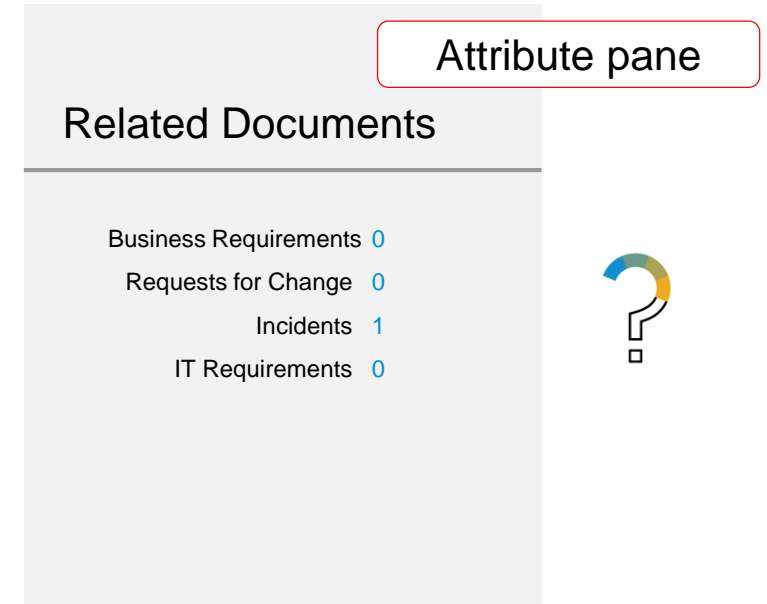 Attribute pane
Related Documents
Business Requirements 0
Requests for Change 0
Incidents 1
IT Requirements 0
?